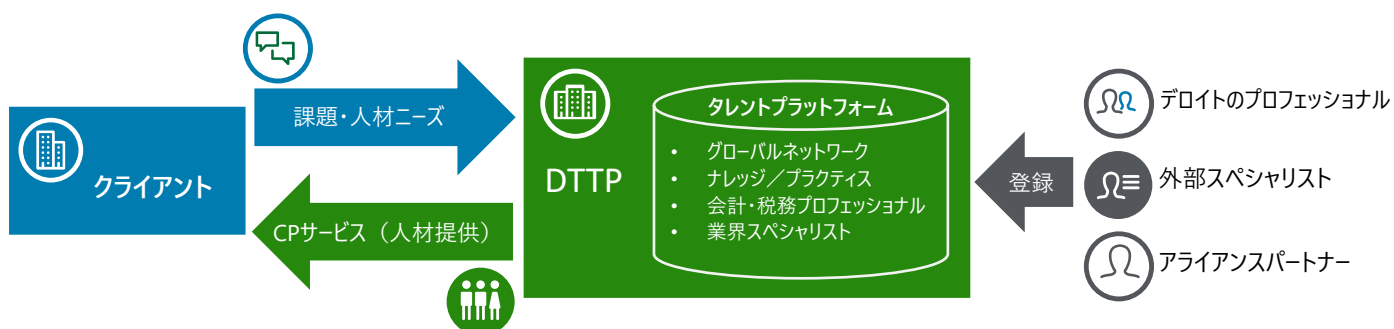 クライアント
課題・人材ニーズ
CPサービス（人材提供）
DTTP
タレントプラットフォーム
• グローバルネットワーク
• ナレッジ／プラクティス
• 会計・税務プロフェッショナル
• 業界スペシャリスト
登録
デロイトのプロフェッショナル
外部スペシャリスト
アライアンスパートナー